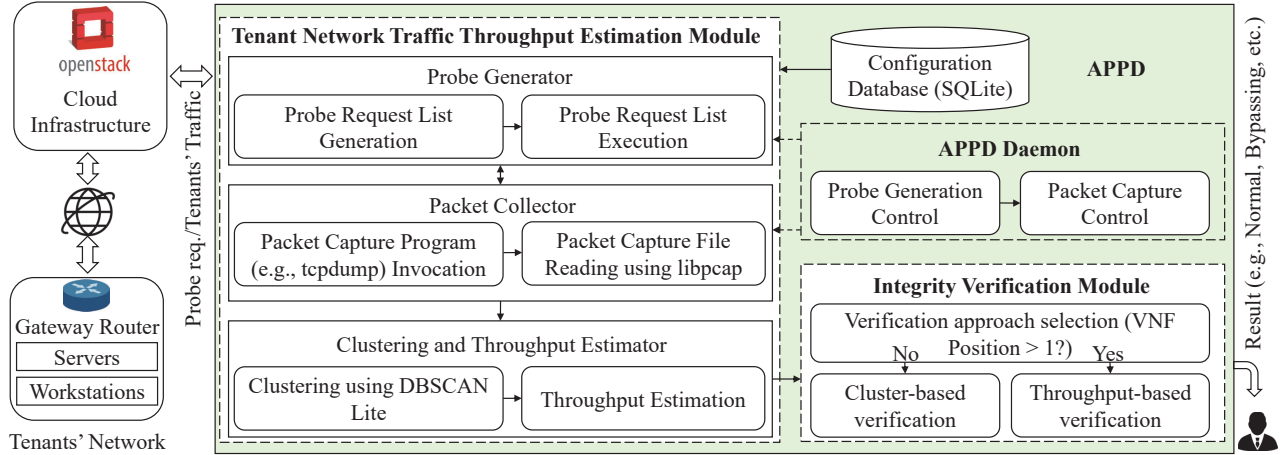 openstack
Cloud
Infrastructure
Gateway Router
Servers
Workstations
Tenants’ Network
Probe req./Tenants’ Traffic
Tenant Network Traffic Throughput Estimation Module
Probe Generator
Probe Request List
Generation
Probe Request List
Execution
Packet Collector
Packet Capture Program
(e.g., tcpdump) Invocation
Packet Capture File
Reading using libpcap
Clustering and Throughput Estimator
Clustering using DBSCAN
Lite
Throughput Estimation
Configuration
Database (SQLite)
APPD
APPD Daemon
Probe Generation
Control
Packet Capture
Control
Integrity Verification Module
Verification approach selection (VNF
Position > 1?)
No
Yes
Cluster-based
verification
Throughput-based
verification
Result (e.g., Normal, Bypassing, etc.)